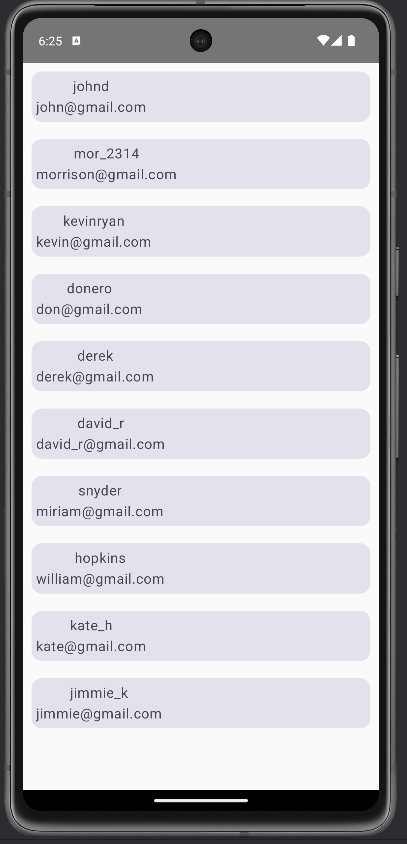 6:25 A
johnd
john@gmail.com
mor_2314
morrison@gmail.com
kevinryan
kevin@gmail.com
donero
don@gmail.com
derek
derek@gmail.com
david_r
david_r@gmail.com
snyder
miriam@gmail.com
hopkins
william@gmail.com
kate_h
kate@gmail.com
jimmie_k
jimmie@gmail.com